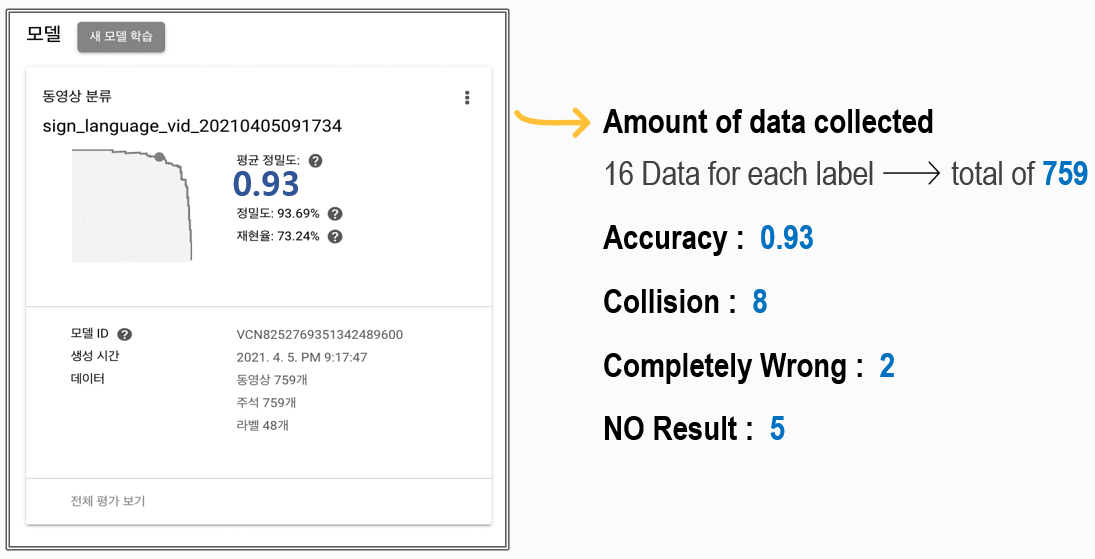 모델 새 모델 학습
동영상 분류
sign_language_vid_20210405091734
평균 정밀도: ?
0.93
정밀도: 93.69% ?
재현율: 73.24% ?
모델 ID ? VCN8252769351342489600
생성 시간 2021. 4. 5. PM 9:17:47
데이터 동영상 759개
주석 759개
라벨 48개
전체 평가 보기
Amount of data collected
16 Data for each label → total of 759
Accuracy : 0.93
Collision : 8
Completely Wrong : 2
NO Result : 5